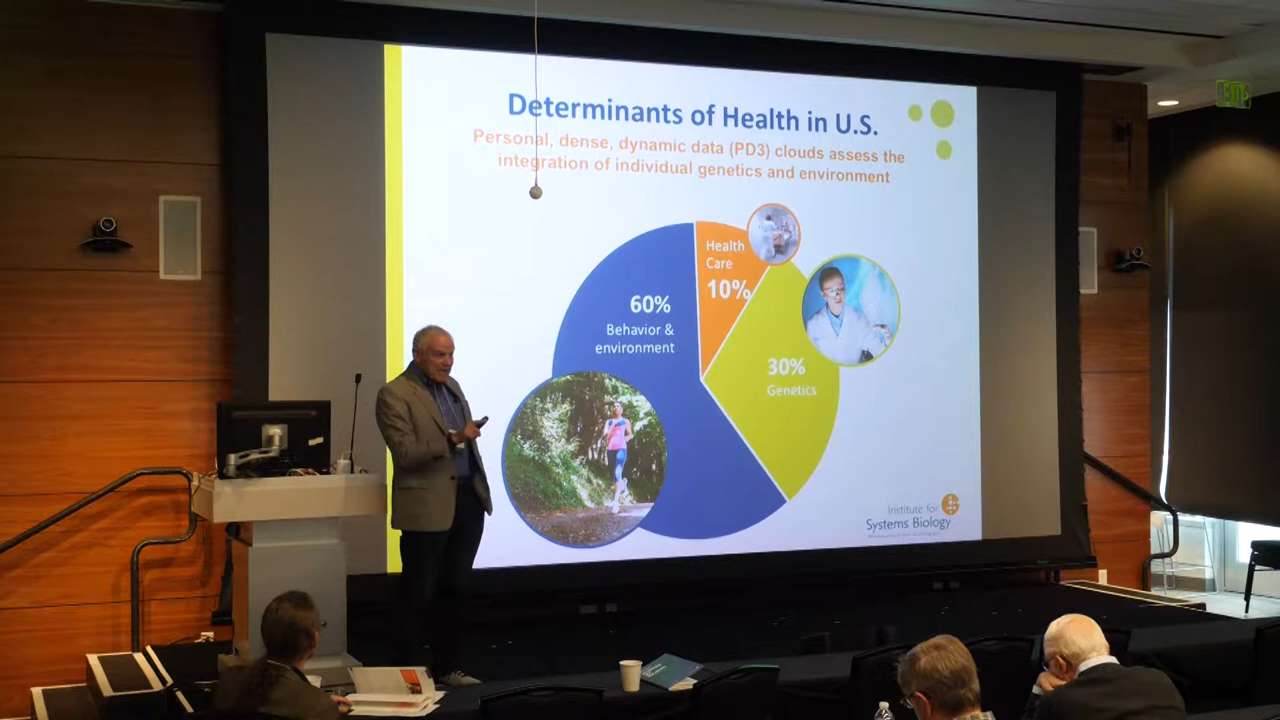 Determinants of Health in U.S.
Personal, dense, dynamic data (PD3) clouds assess the
integration of individual genetics and environment
Health
Care
10%
60%
Behavior &
environment
30%
Genetics
Institute for
Systems Biology
EXIT